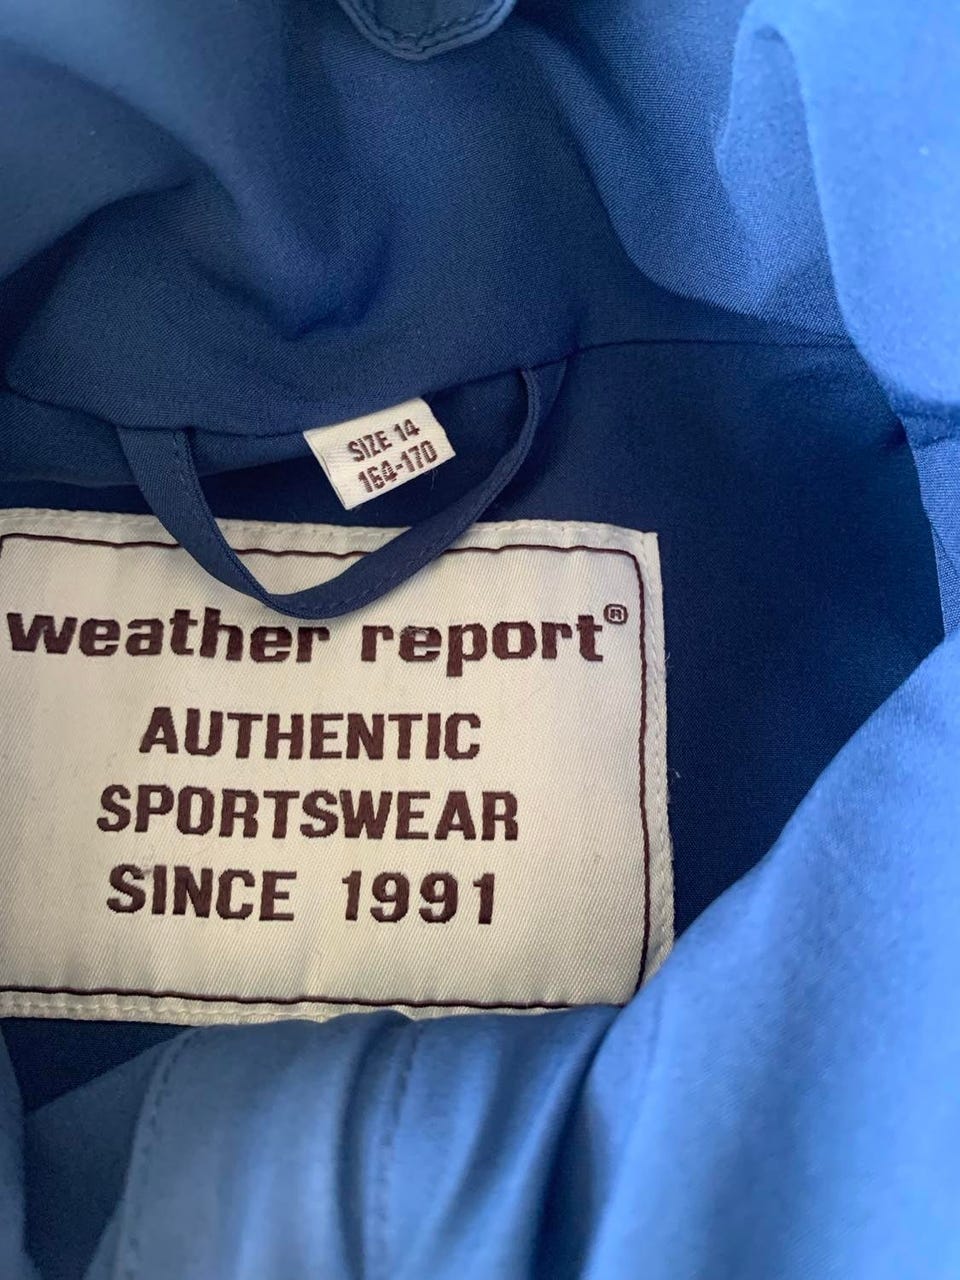 SIZE 14
164-170
weather report®
AUTHENTIC
SPORTSWEAR
SINCE 1991